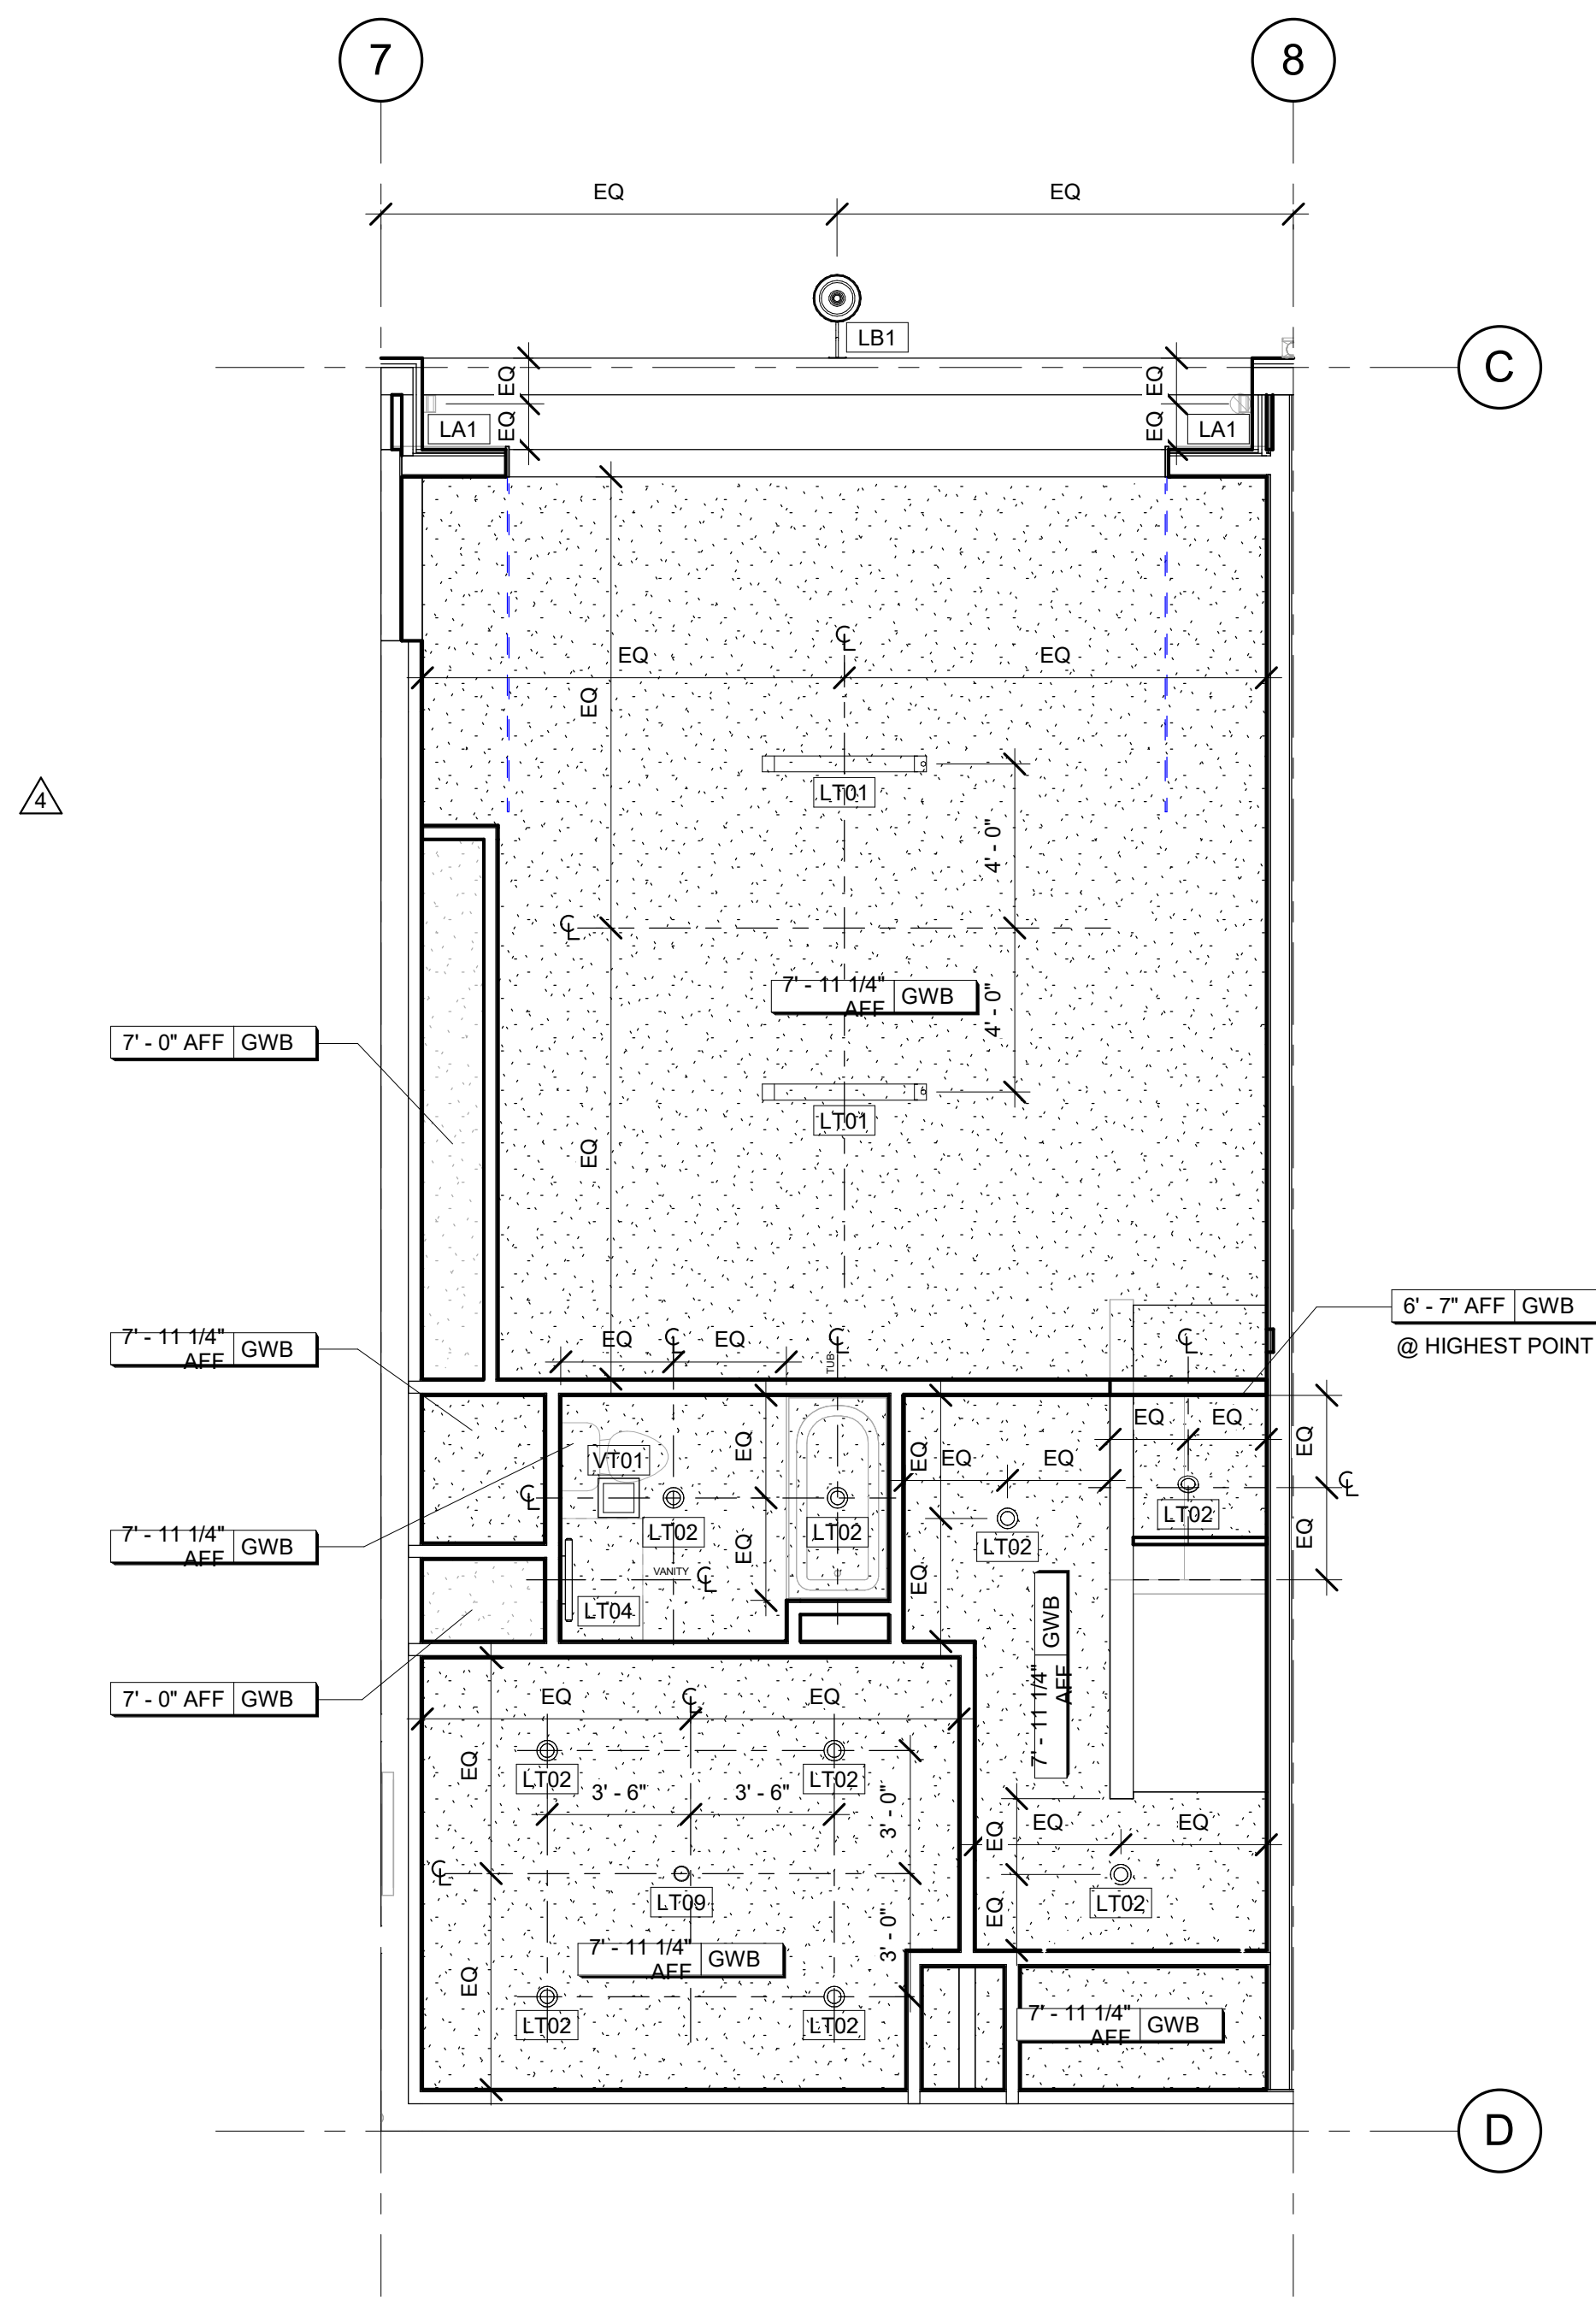 7
8
EQ
EQ
LB1
C
EQ
EQ
LA1
EQ
EQ
LA1
℄
EQ
EQ
EQ
LT01
4
4' - 0"
℄
7' - 11 1/4"
AFF
GWB
4' - 0"
7' - 0" AFF
GWB
LT01
EQ
6' - 7" AFF
GWB
@ HIGHEST POINT
7' - 11 1/4"
AFF
GWB
EQ
℄
EQ
℄
TUB
℄
EQ
EQ
EQ
EQ
EQ
EQ
EQ
VT01
℄
℄
LT02
LT02
LT02
LT02
7' - 11 1/4"
AFF
GWB
EQ
EQ
EQ
VANITY
℄
LT04
7' - 11 1/4"
AFF
GWB
7' - 0" AFF
GWB
EQ
℄
EQ
EQ
LT02
LT02
3' - 6"
3' - 6"
3' - 0"
EQ
EQ
EQ
℄
LT09
LT02
EQ
3' - 0"
7' - 11 1/4"
AFF
GWB
EQ
LT02
LT02
7' - 11 1/4"
AFF
GWB
D